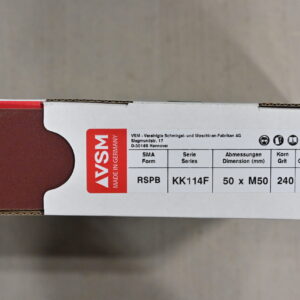 VSM
MADE IN GERMANY
VSM - Vereinigte Schmirgel- und Maschinen-Fabriken AG
Siegmundstr. 17
D-30165 Hannover
SMA Serie Abmessungen Korn
Form Series Dimension (mm) Grit
RSPB KK114F 50 x M50 240